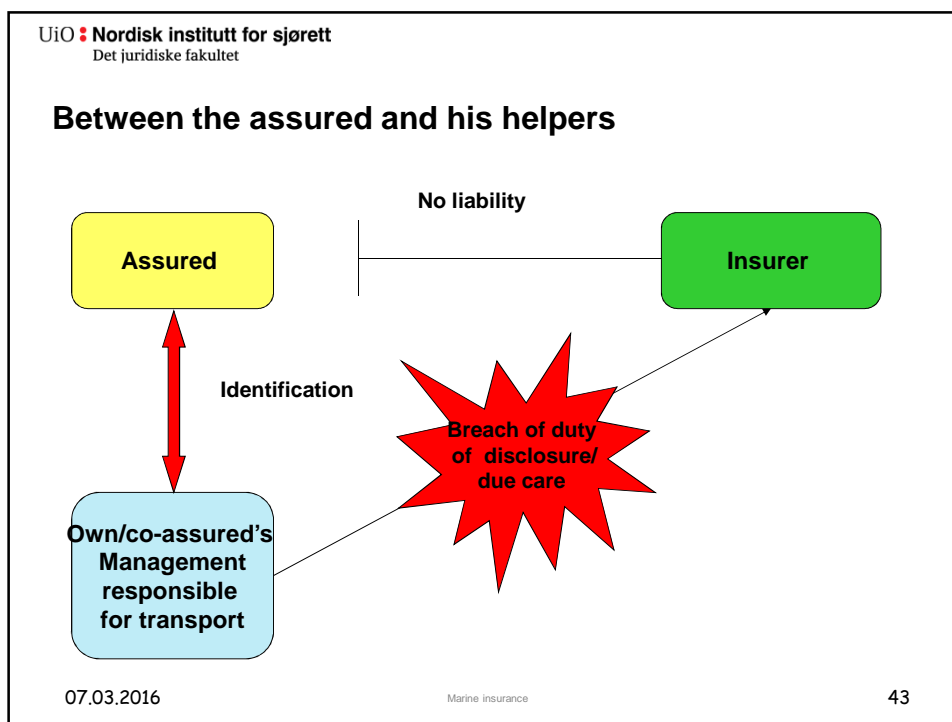 UiO : Nordisk institutt for sjørett
Det juridiske fakultet
Between the assured and his helpers
No liability
Assured
Insurer
Identification
Breach of duty
of disclosure/
due care
Own/co-assured's
Management
responsible
for transport
07.03.2016
Marine insurance
43